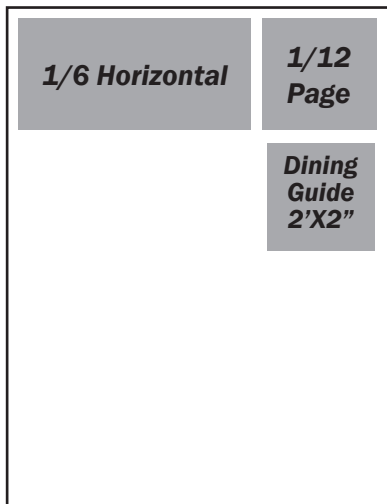 1/6 Horizontal
1/12
Page
Dining
Guide
2'X2”